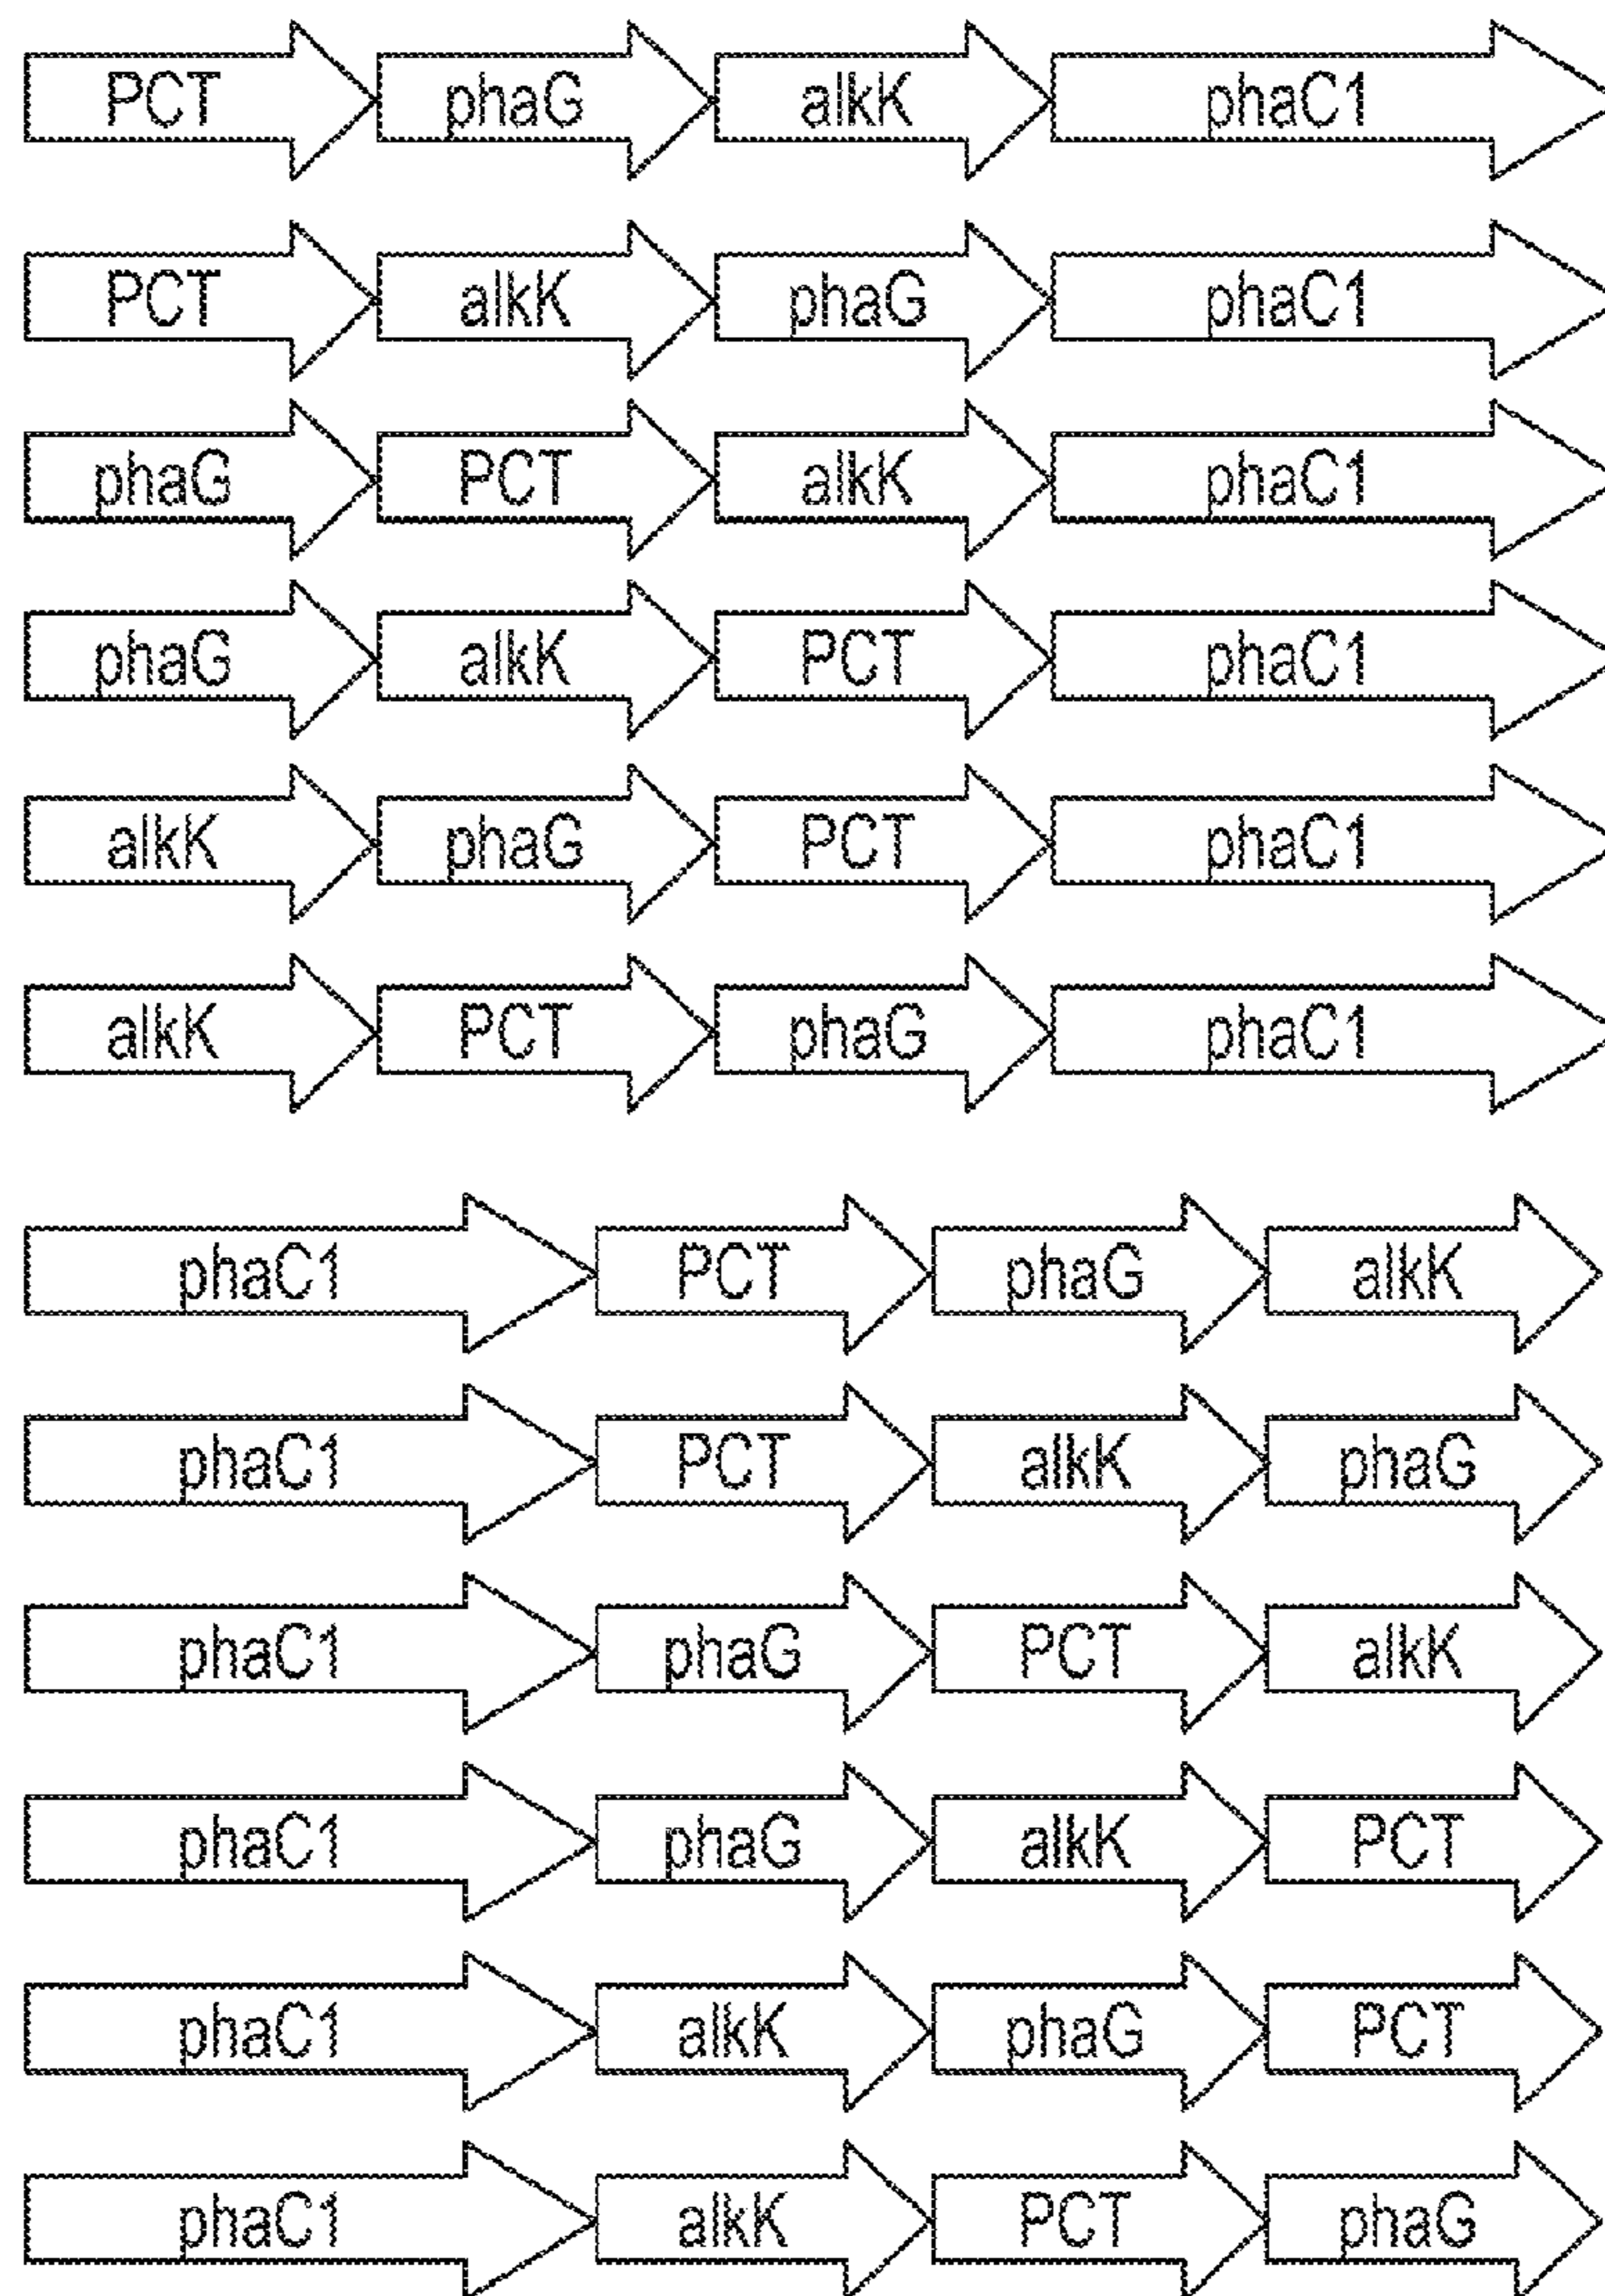 PCT phaG alkK phaC1
PCT alkK phaG phaC1
phaG PCT alkK phaC1
phaG alkK PCT phaC1
alkK phaG PCT phaC1
alkK PCT phaG phaC1
phaC1 PCT phaG alkK
phaC1 PCT alkK phaG
phaC1 phaG PCT alkK
phaC1 phaG alkK PCT
phaC1 alkK phaG PCT
phaC1 alkK PCT phaG